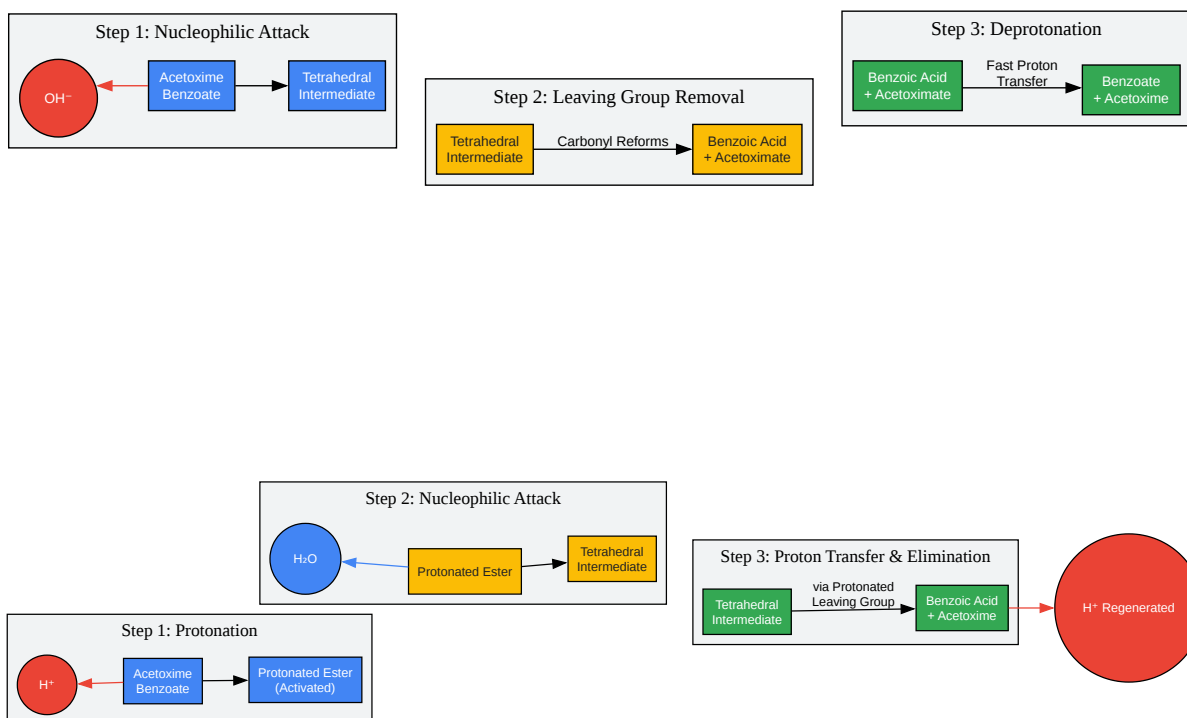 Step 1: Nucleophilic Attack
OH⁻
Acetoxime
Benzoate
Tetrahedral
Intermediate
Step 2: Leaving Group Removal
Tetrahedral
Intermediate
Carbonyl Reforms
Benzoic Acid
+ Acetoximate
Step 3: Deprotonation
Benzoic Acid
+ Acetoximate
Fast Proton
Transfer
Benzoate
+ Acetoxime
Step 1: Protonation
H⁺
Acetoxime
Benzoate
Protonated Ester
(Activated)
Step 2: Nucleophilic Attack
H₂O
Protonated Ester
Tetrahedral
Intermediate
Step 3: Proton Transfer & Elimination
Tetrahedral
Intermediate
via Protonated
Leaving Group
Benzoic Acid
+ Acetoxime
H⁺ Regenerated